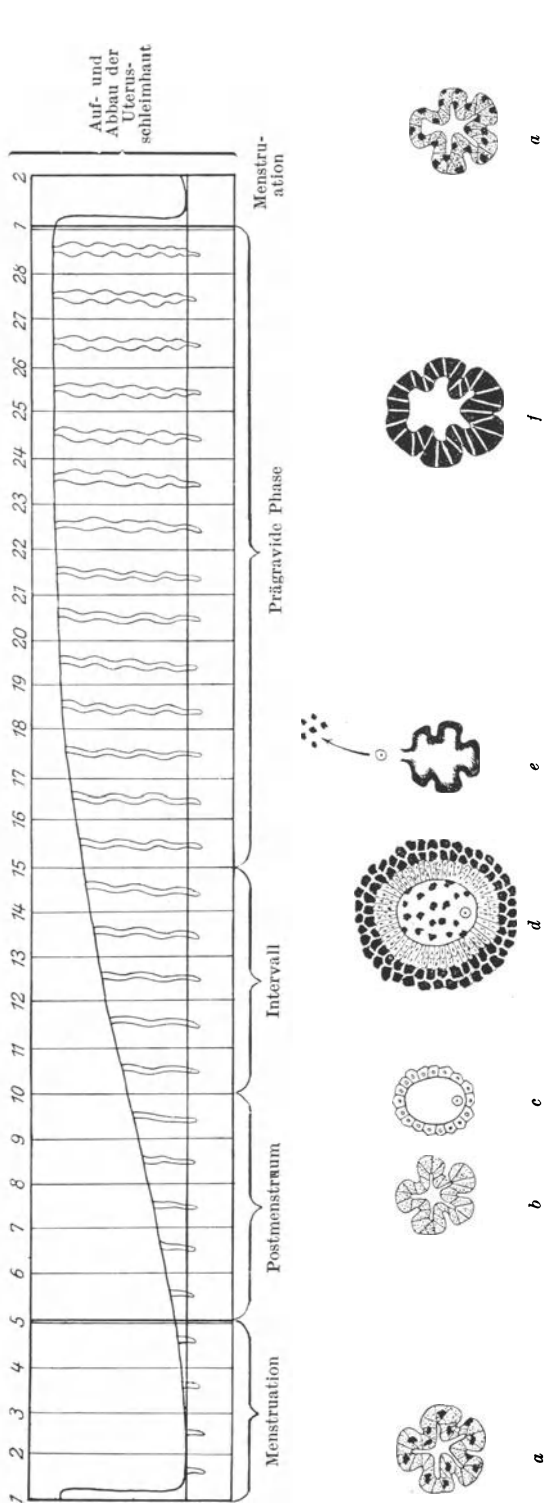 1 2 3 4 5 6 7 8 9 10 11 12 13 14 15 16 17 18 19 20 21 22 23 24 25 26 27 28 1 2
Auf- und
Abbau der
Uterus-
schleimhaut
Menstruation
Postmenstruum
Intervall
Prägravide Phase
Menstru-
ation
a b c d e f a